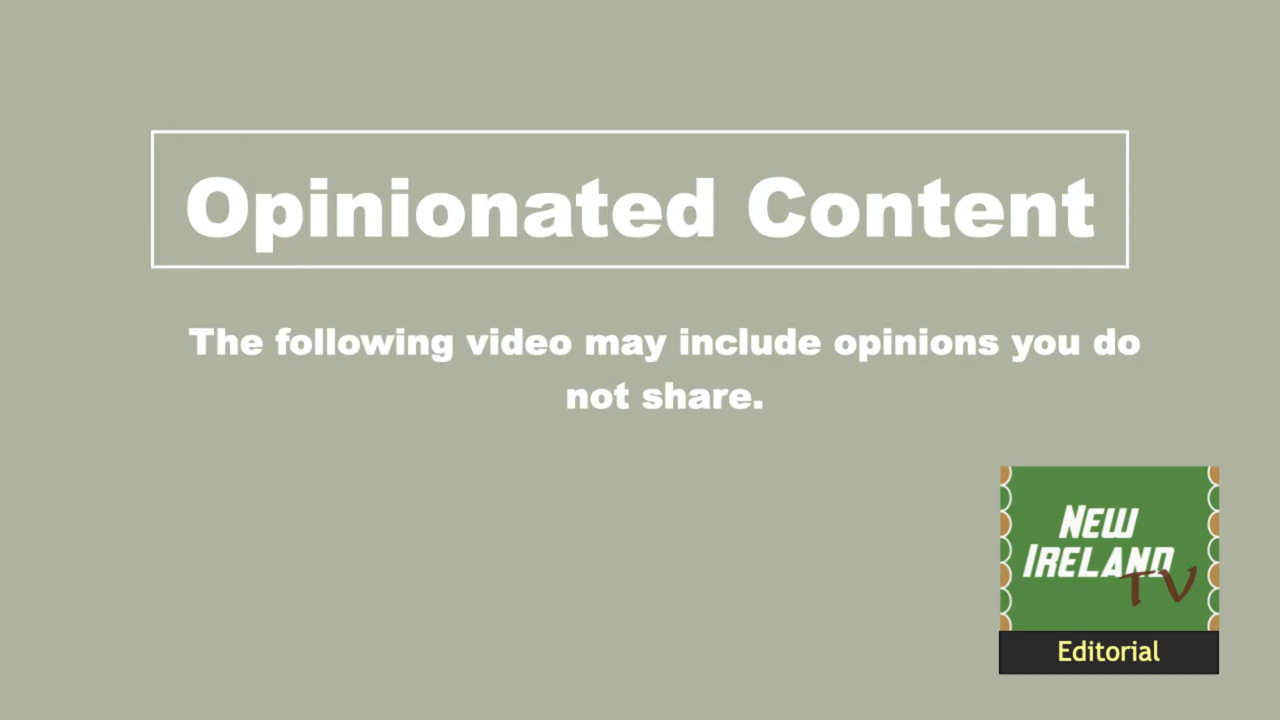 Opinionated Content
The following video may include opinions you do
not share.
New
Ireland
TV
Editorial